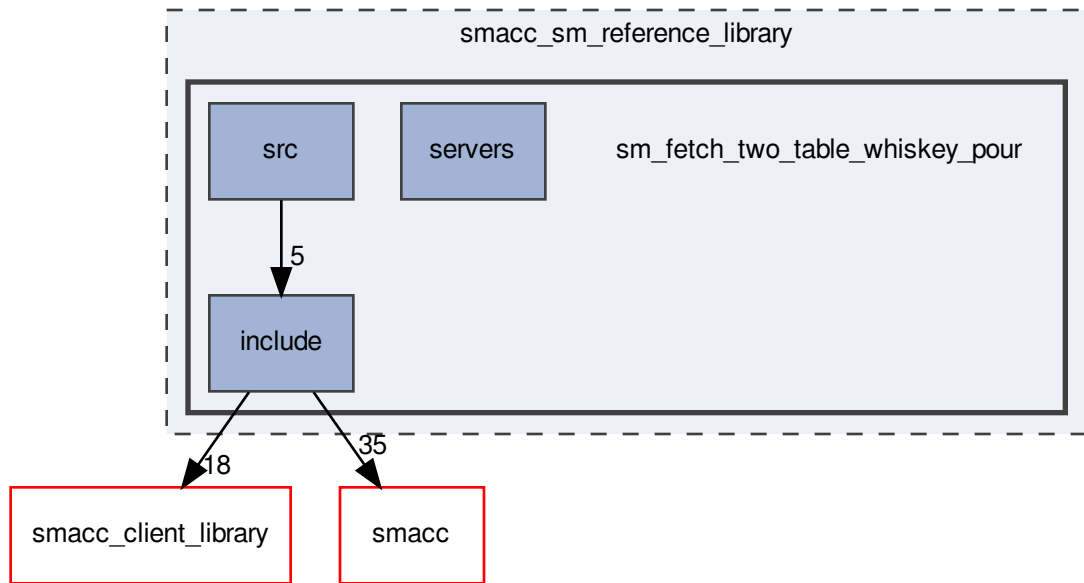 smacc_sm_reference_library
src
servers
sm_fetch_two_table_whiskey_pour
5
include
18
35
smacc_client_library
smacc